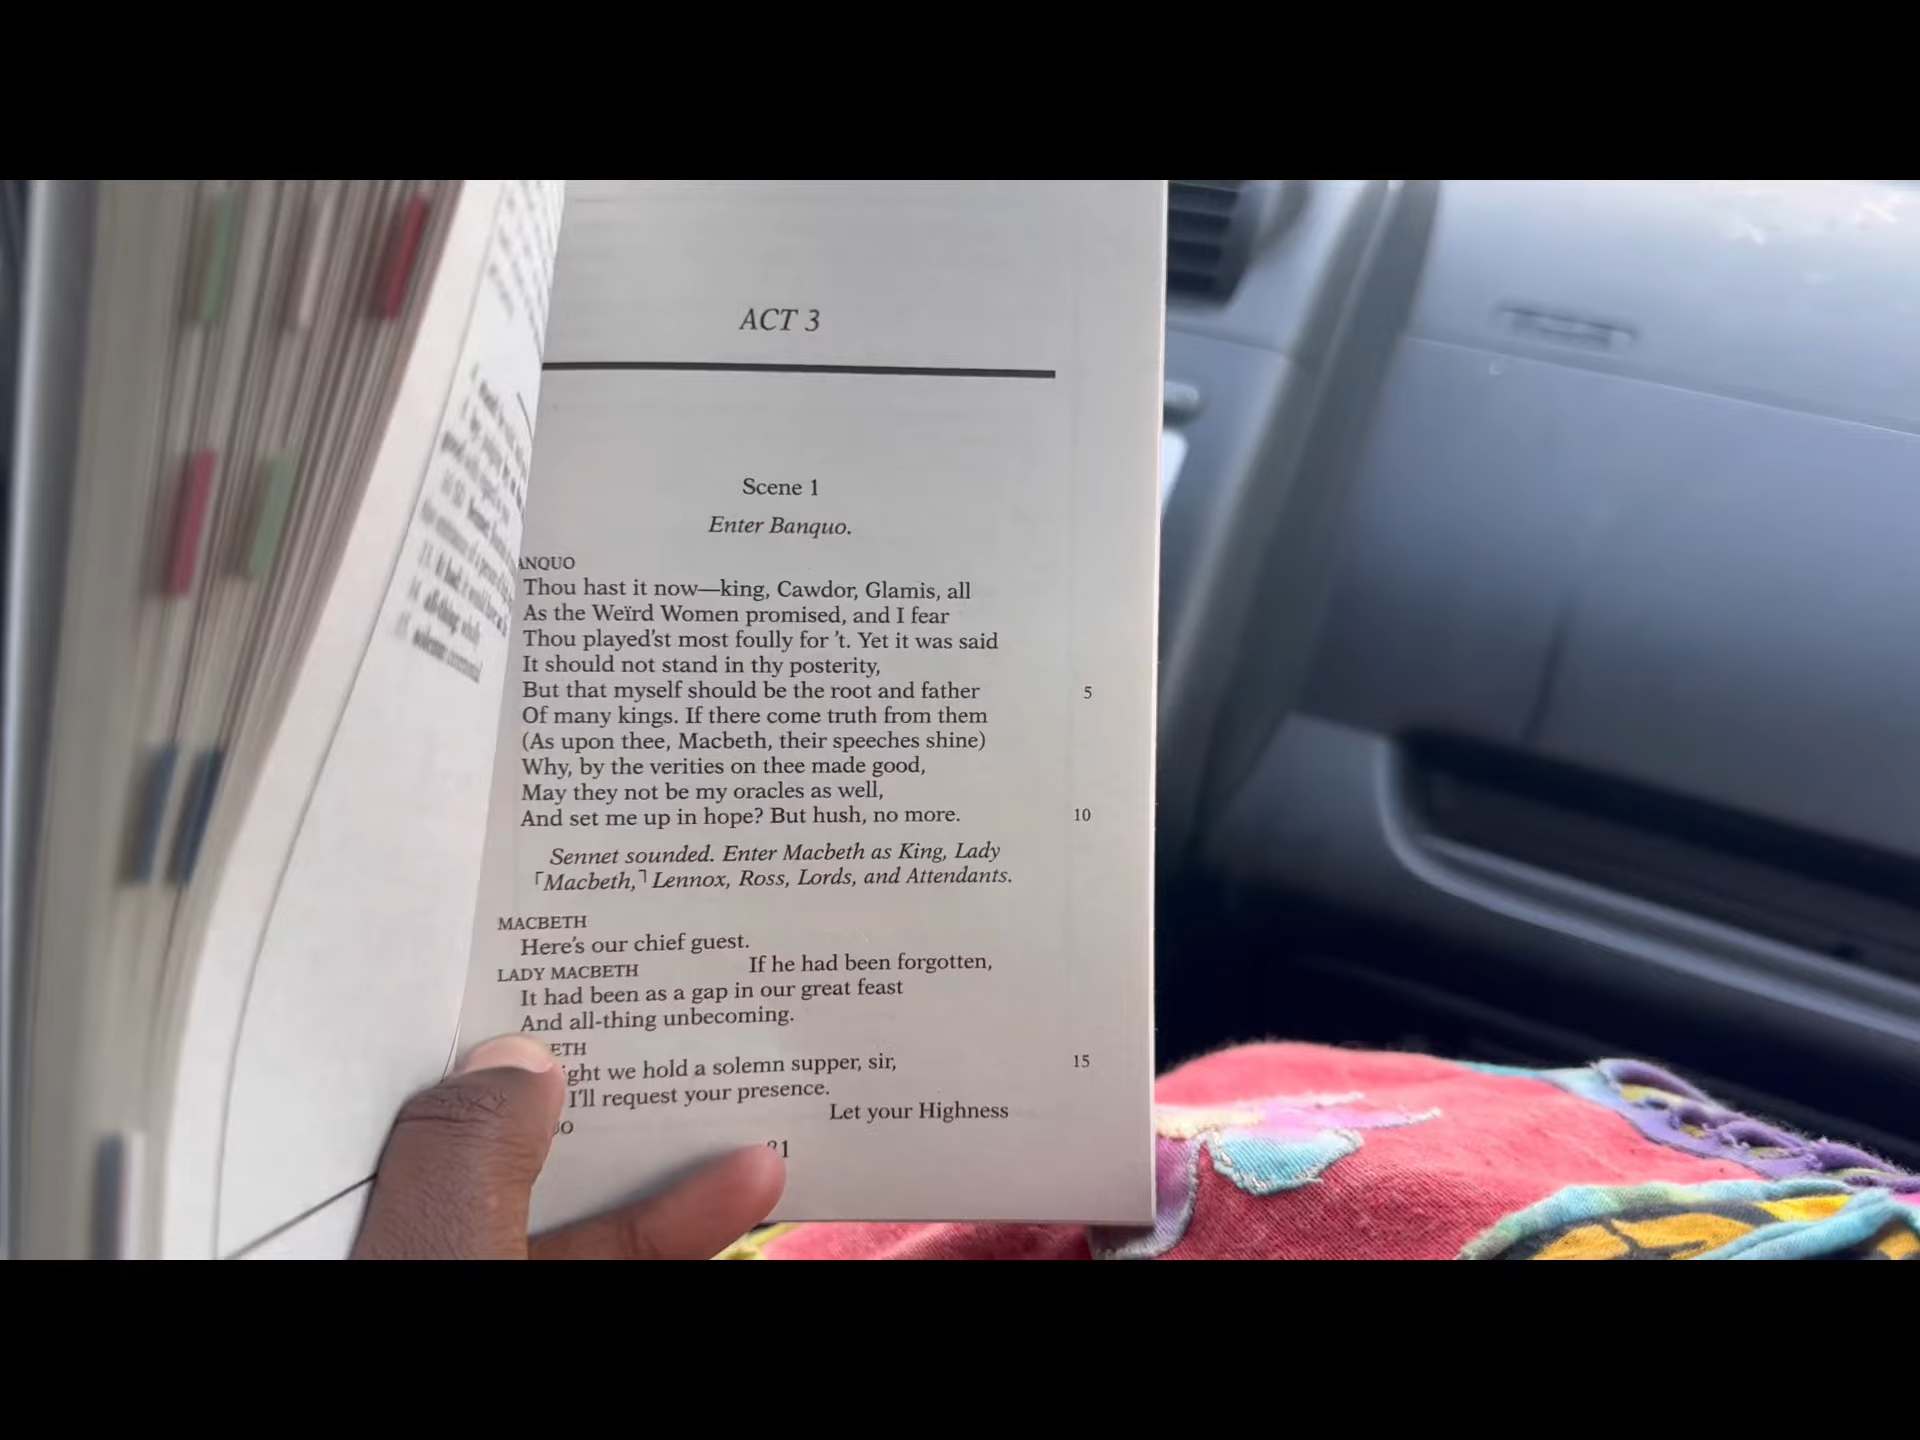 ACT 3
Scene 1
Enter Banquo.
ANQUO
Thou hast it now—king, Cawdor, Glamis, all
As the Weïrd Women promised, and I fear
Thou played'st most foully for 't. Yet it was said
It should not stand in thy posterity,
But that myself should be the root and father
5
Of many kings. If there come truth from them
(As upon thee, Macbeth, their speeches shine)
Why, by the verities on thee made good,
May they not be my oracles as well,
And set me up in hope? But hush, no more.
10
Sennet sounded. Enter Macbeth as King, Lady
⌜Macbeth,⌝ Lennox, Ross, Lords, and Attendants.
MACBETH
Here's our chief guest.
LADY MACBETH If he had been forgotten,
It had been as a gap in our great feast
And all-thing unbecoming.
ETH
ight we hold a solemn supper, sir,
15
I'll request your presence.
UO Let your Highness